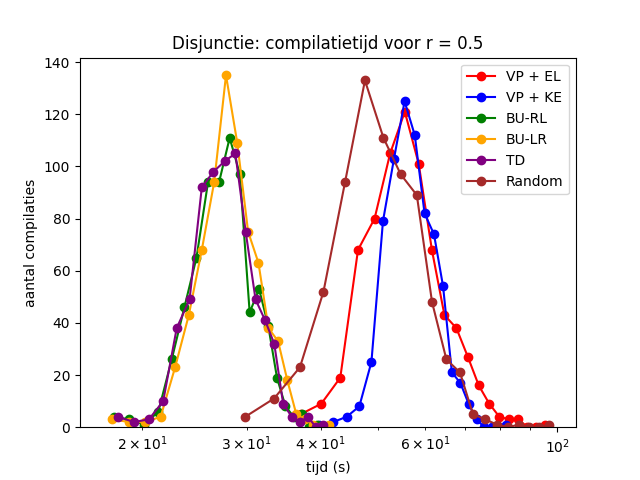 Disjunctie: compilatietijd voor r = 0.5
aantal compilaties
140
120
100
80
60
40
20
0
VP + EL
VP + KE
BU-RL
BU-LR
TD
Random
2 × 10¹
3 × 10¹
4 × 10¹
6 × 10¹
10²
tijd (s)